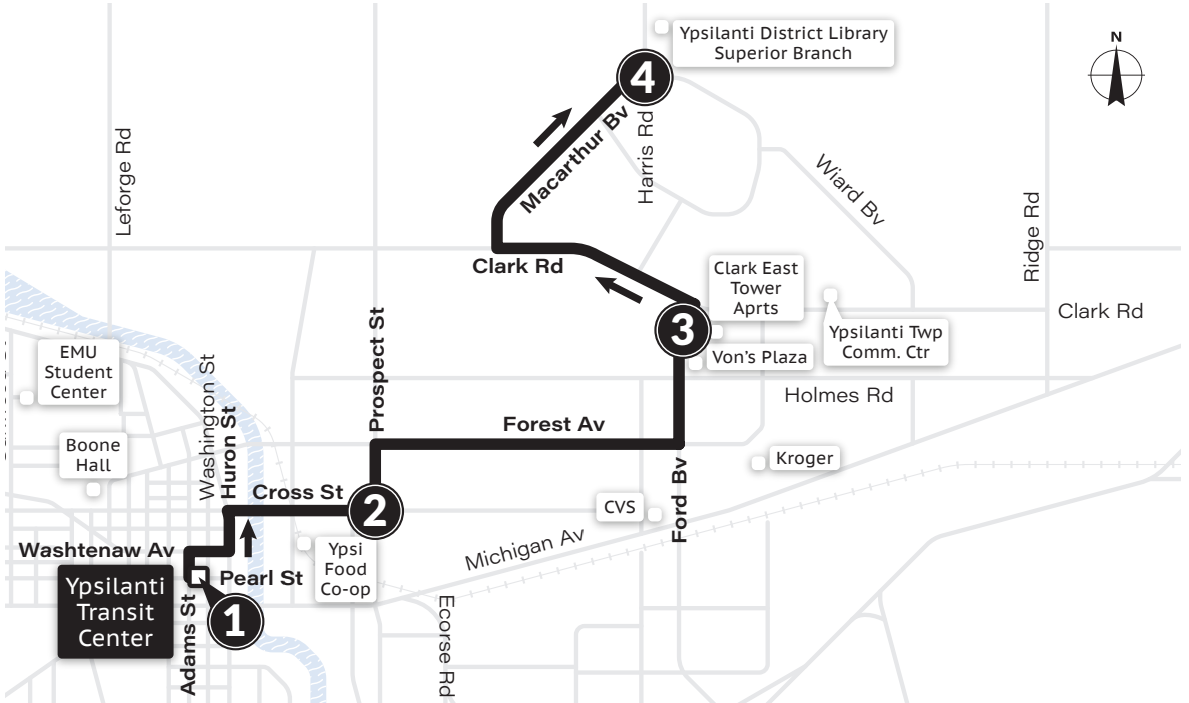 Ypsilanti District Library
Superior Branch
N
4
Macarthur Bv
Harris Rd
Leforge Rd
Wiard Bv
Ridge Rd
Clark Rd
Clark East
Tower
Aprts
3
Clark Rd
Ypsilanti Twp
Comm. Ctr
Von's Plaza
EMU
Student
Center
Washington St
Huron St
Prospect St
Holmes Rd
Forest Av
Boone
Hall
Kroger
Cross St
2
CVS
Ford Bv
Washtenaw Av
Ypsi
Food
Co-op
Michigan Av
Pearl St
Ypsilanti
Transit
Center
Adams St
1
Ecorse Rd